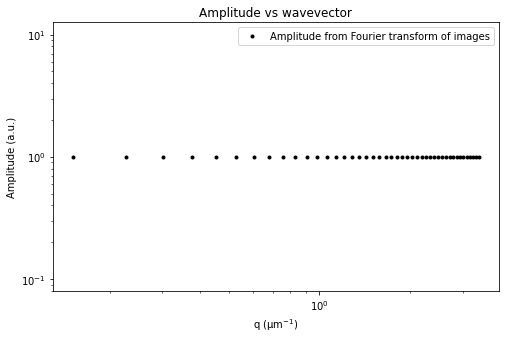 Amplitude vs wavevector
Amplitude from Fourier transform of images
10¹
10⁰
10⁻¹
Amplitude (a.u.)
10⁰
q (μm⁻¹)